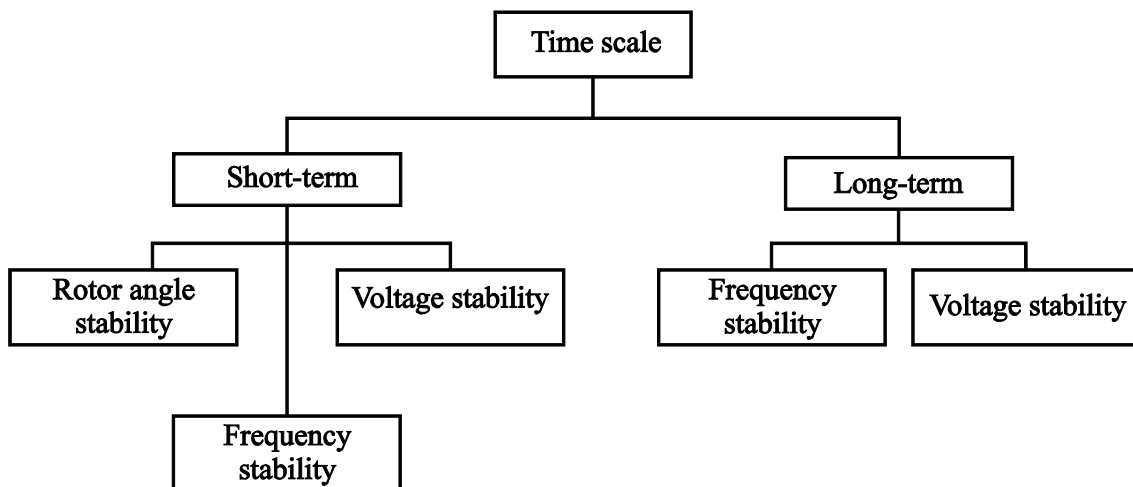 Time scale
Short-term
Long-term
Rotor angle
stability
Voltage stability
Frequency
stability
Voltage stability
Frequency
stability